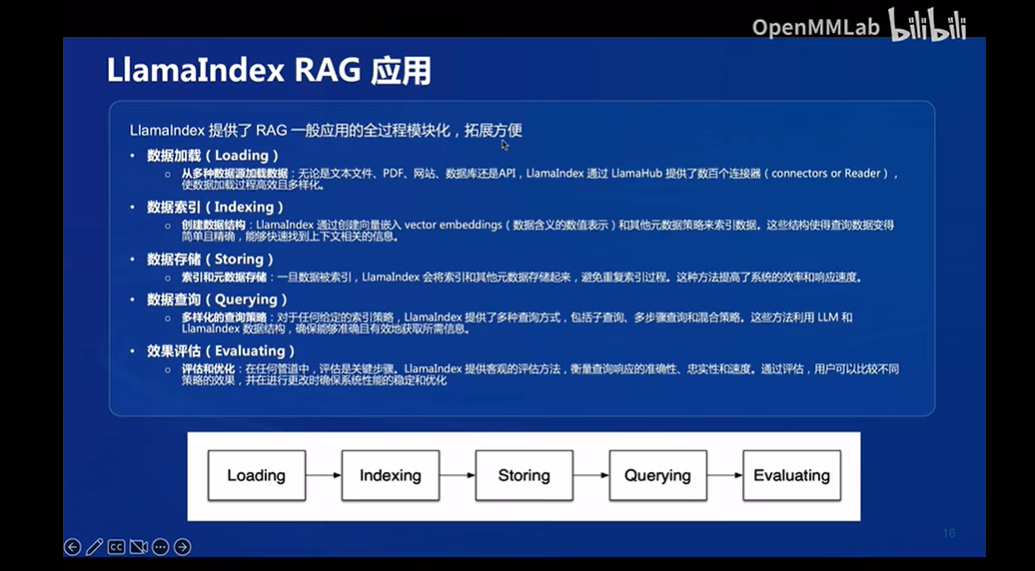 OpenMMLab bilibili
LlamaIndex RAG 应用
LlamaIndex 提供了 RAG 一般应用的全过程模块化，拓展方便
• 数据加载（Loading）
○ 从多种数据源加载数据：无论是文本文件、PDF、网站、数据库还是API，LlamaIndex 通过 LlamaHub 提供了数百个连接器（connectors or Reader），
使数据加载过程高效且多样化。
• 数据索引（Indexing）
○ 创建数据结构：LlamaIndex 通过创建向量嵌入 vector embeddings（数据含义的数值表示）和其他元数据策略来索引数据。这些结构使得查询数据变得
简单且精确，能够快速找到上下文相关的信息。
• 数据存储（Storing）
○ 索引和元数据存储：一旦数据被索引，LlamaIndex 会将索引和其他元数据存储起来，避免重复索引过程。这种方法提高了系统的效率和响应速度。
• 数据查询（Querying）
○ 多样化的查询策略：对于任何给定的索引策略，LlamaIndex 提供了多种查询方式，包括子查询、多步骤查询和混合策略。这些方法利用 LLM 和
LlamaIndex 数据结构，确保能够准确且有效地获取所需信息。
• 效果评估（Evaluating）
○ 评估和优化：在任何管道中，评估是关键步骤。LlamaIndex 提供客观的评估方法，衡量查询响应的准确性、忠实性和速度。通过评估，用户可以比较不同
策略的效果，并在进行更改时确保系统性能的稳定和优化
Loading Indexing Storing Querying Evaluating
16
CC